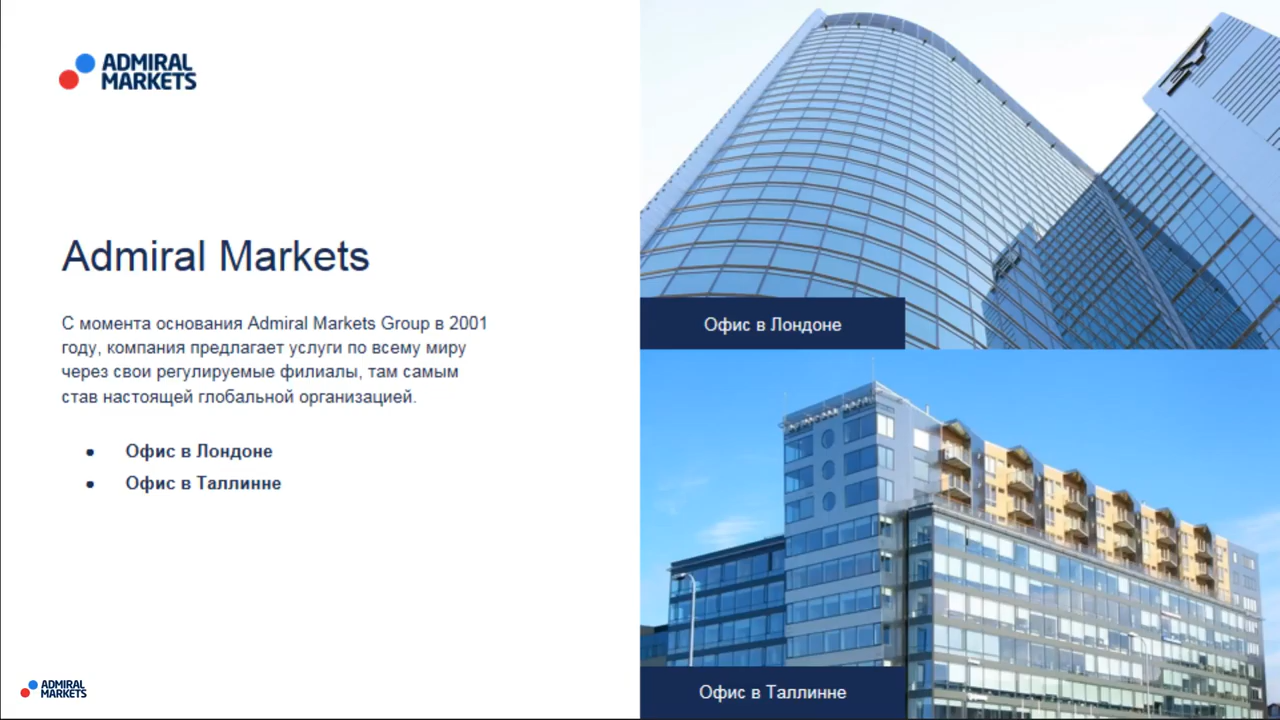 ADMIRAL
MARKETS
Admiral Markets
С момента основания Admiral Markets Group в 2001
году, компания предлагает услуги по всему миру
через свои регулируемые филиалы, там самым
став настоящей глобальной организацией.
• Офис в Лондоне
• Офис в Таллинне
Офис в Лондоне
Офис в Таллинне
ADMIRAL
MARKETS